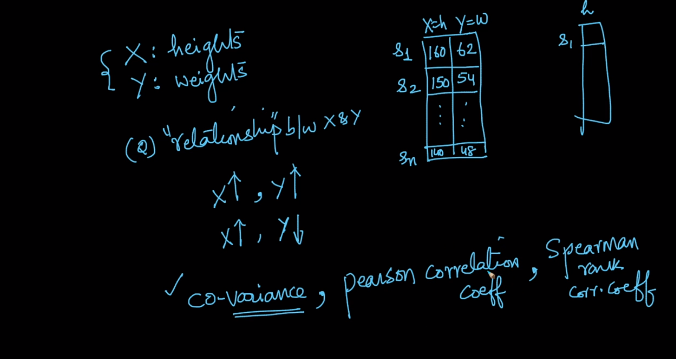 X: heights
Y: weights
(Q) "relationship" b/w X & Y
X↑, Y↑
X↑, Y↓
✓ co-variance, pearson correlation coeff, Spearman rank corr. coeff
X=h Y=w
s1 160 62
s2 150 54
sn 140 48
h
s1